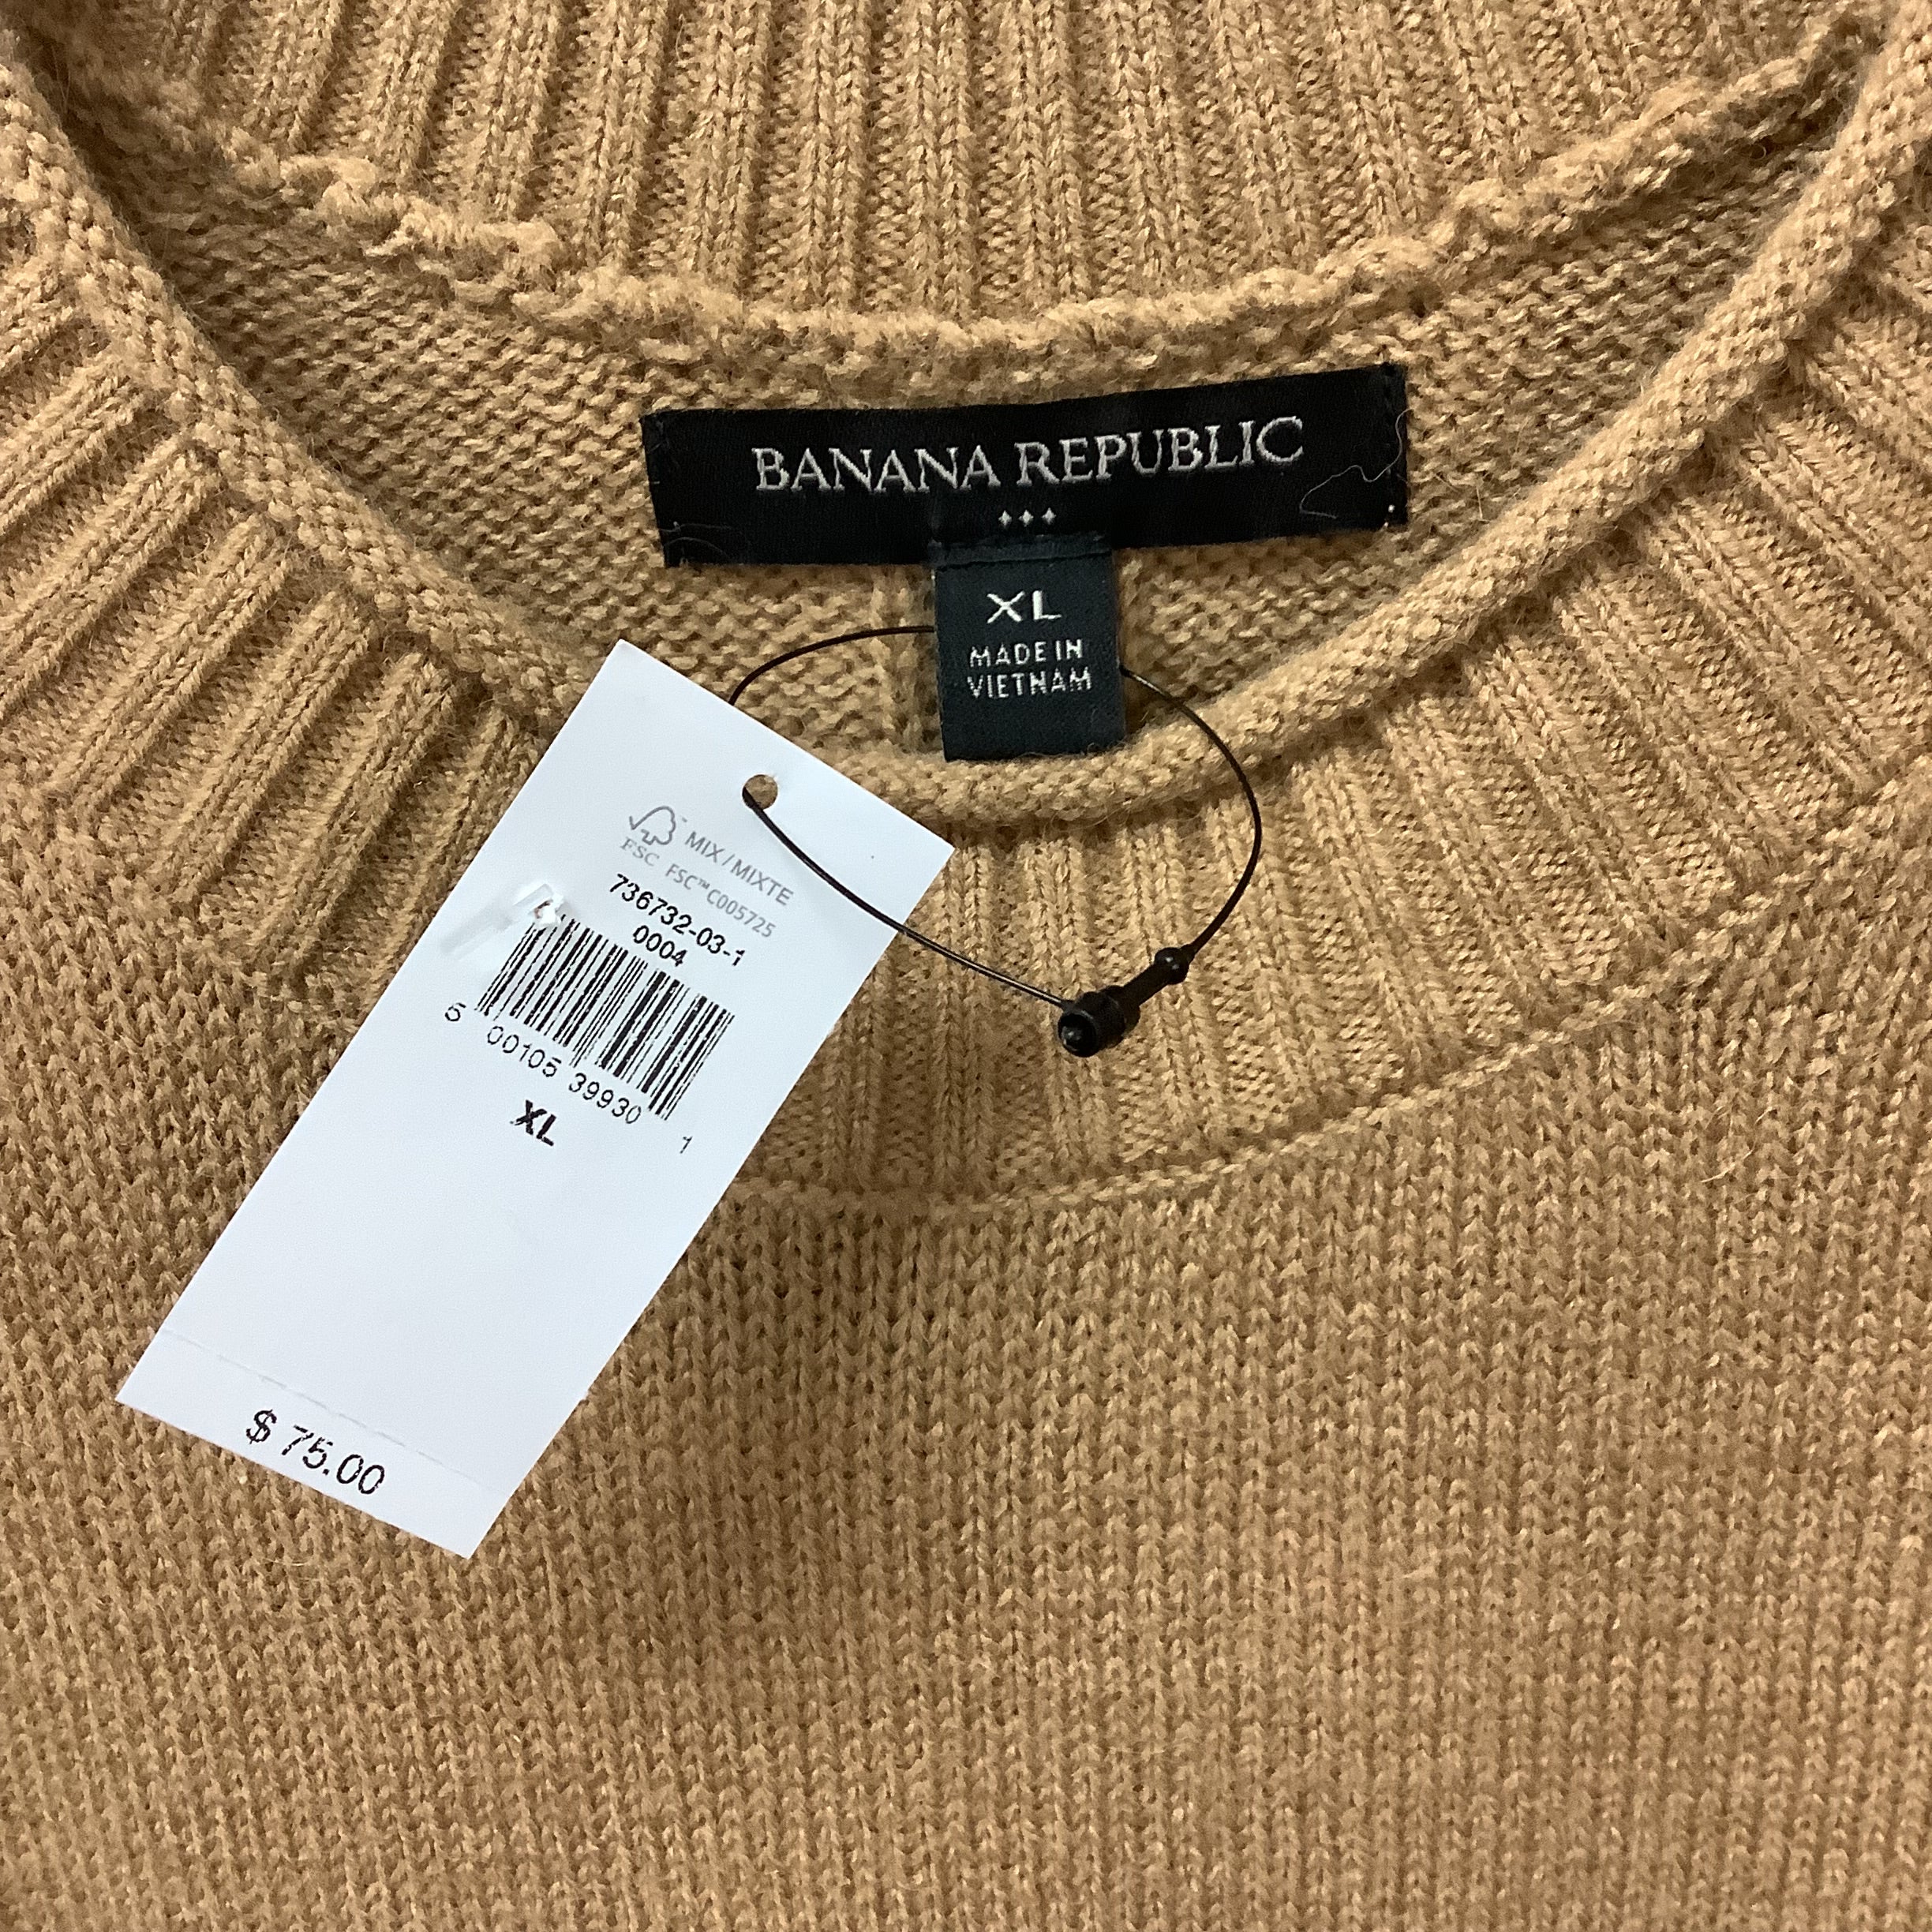 BANANA REPUBLIC
XL
MADE IN
VIETNAM
MIX / MIXTE
FSC FSC™ C005725
736732-03-1
0004
5 00105 39930 1
XL
$ 75.00